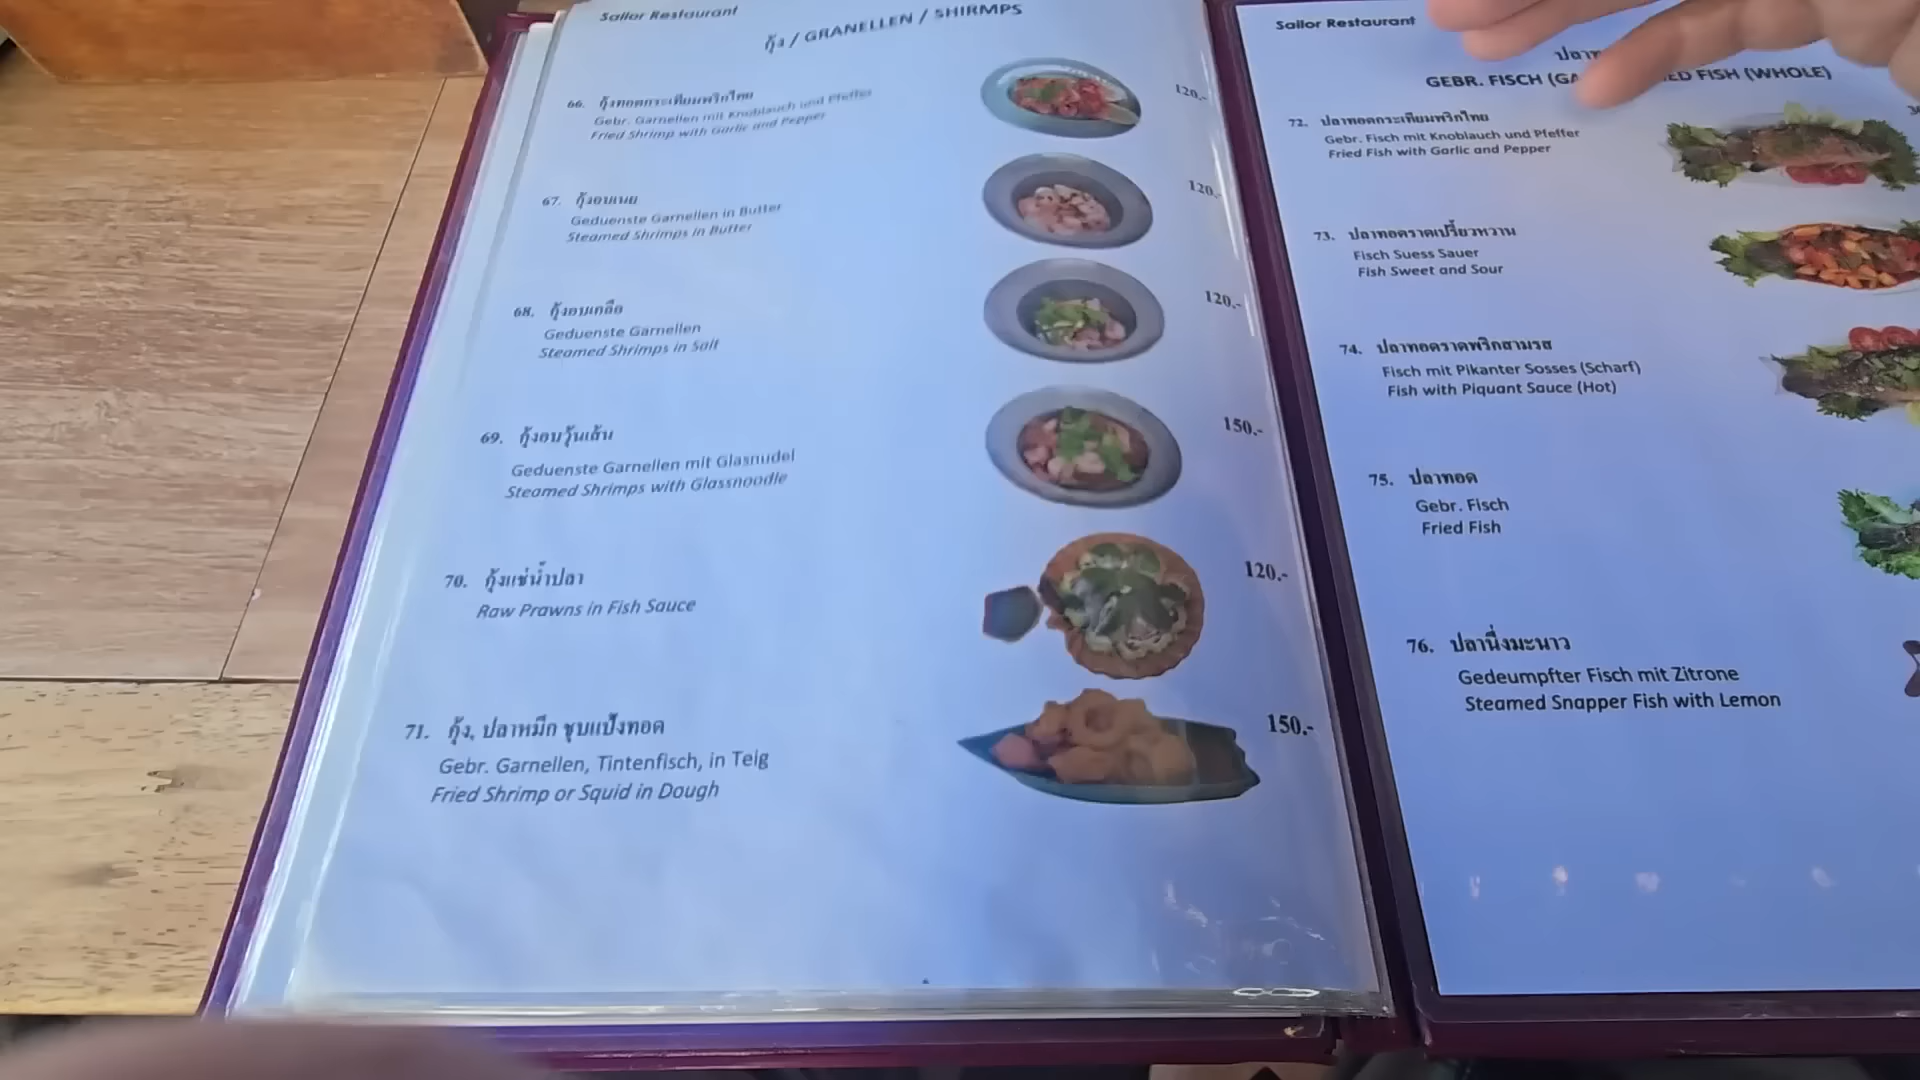 Sailor Restaurant
กุ้ง / GRANELLEN / SHIRMPS
66. กุ้งทอดกระเทียมพริกไทย 120.-
Gebr. Garnellen mit Knoblauch und Pfeffer
Fried Shrimp with Garlic and Pepper
67. กุ้งอบเนย 120.-
Geduenste Garnellen in Butter
Steamed Shrimps in Butter
68. กุ้งอบเกลือ 120.-
Geduenste Garnellen
Steamed Shrimps in Salt
69. กุ้งอบวุ้นเส้น 150.-
Geduenste Garnellen mit Glasnudel
Steamed Shrimps with Glassnoodle
70. กุ้งแช่น้ำปลา 120.-
Raw Prawns in Fish Sauce
71. กุ้ง, ปลาหมึก ชุบแป้งทอด 150.-
Gebr. Garnellen, Tintenfisch, in Teig
Fried Shrimp or Squid in Dough
Sailor Restaurant
GEBR. FISCH FISH (WHOLE)
72. ปลาทอดกระเทียมพริกไทย
Gebr. Fisch mit Knoblauch und Pfeffer
Fried Fish with Garlic and Pepper
73. ปลาทอดราดเปรี้ยวหวาน
Fisch Suess Sauer
Fish Sweet and Sour
74. ปลาทอดราดพริกสามรส
Fisch mit Pikanter Sosses (Scharf)
Fish with Piquant Sauce (Hot)
75. ปลาทอด
Gebr. Fisch
Fried Fish
76. ปลานึ่งมะนาว
Gedeumpfter Fisch mit Zitrone
Steamed Snapper Fish with Lemon